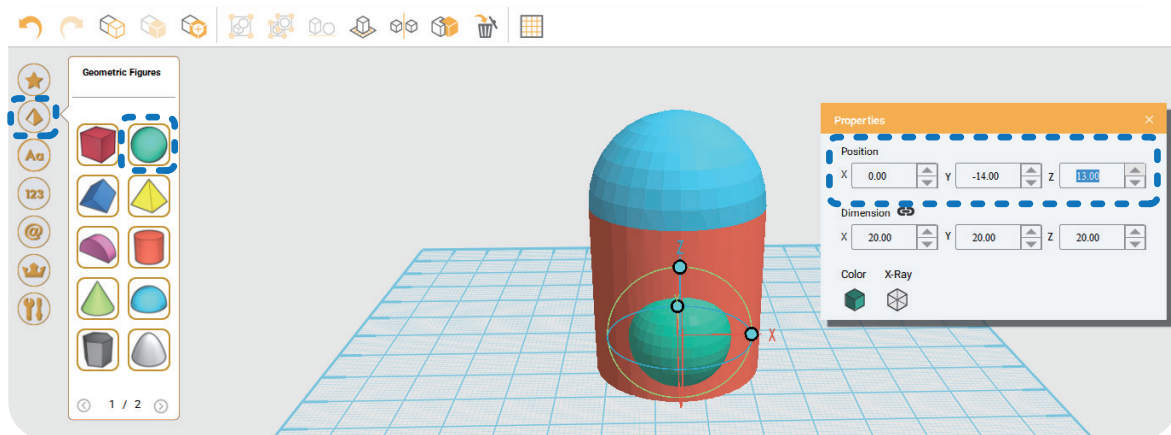 Geometric Figures
Aa
123
@
1 / 2
Z
X
Y
Properties
Position
X 0.00 Y -14.00 Z 13.00
Dimension
X 20.00 Y 20.00 Z 20.00
Color X-Ray